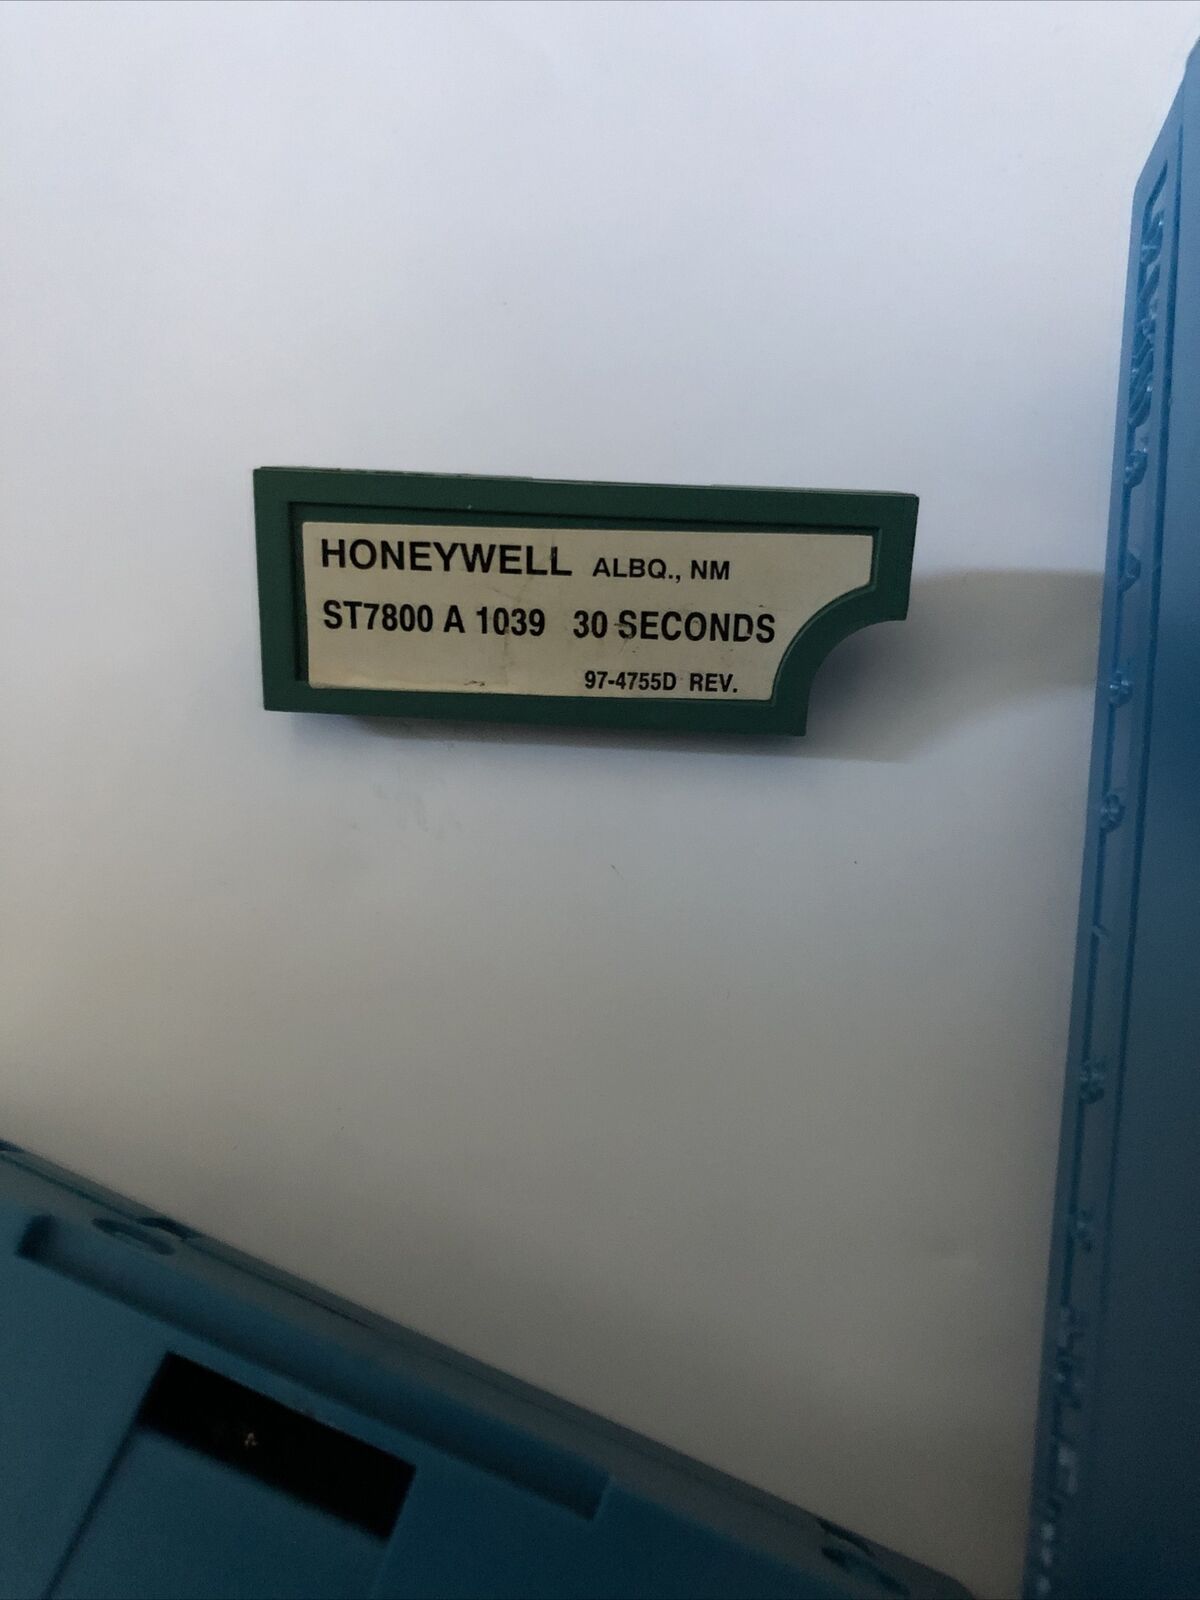 HONEYWELL ALBQ., NM
ST7800 A 1039 30 SECONDS
97-4755D REV.